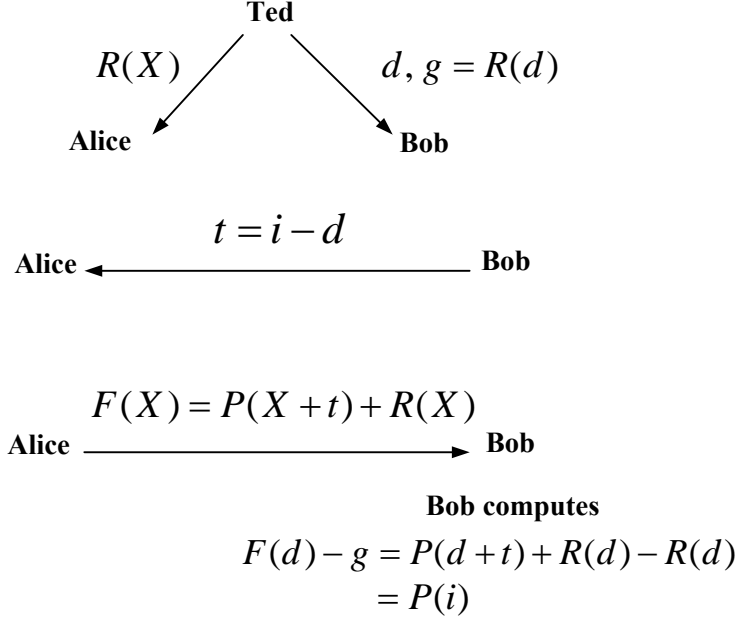 Ted
R(X) d, g = R(d)
Alice Bob
t = i − d
Alice Bob
F(X) = P(X + t) + R(X)
Alice Bob
Bob computes
F(d) − g = P(d + t) + R(d) − R(d)
= P(i)